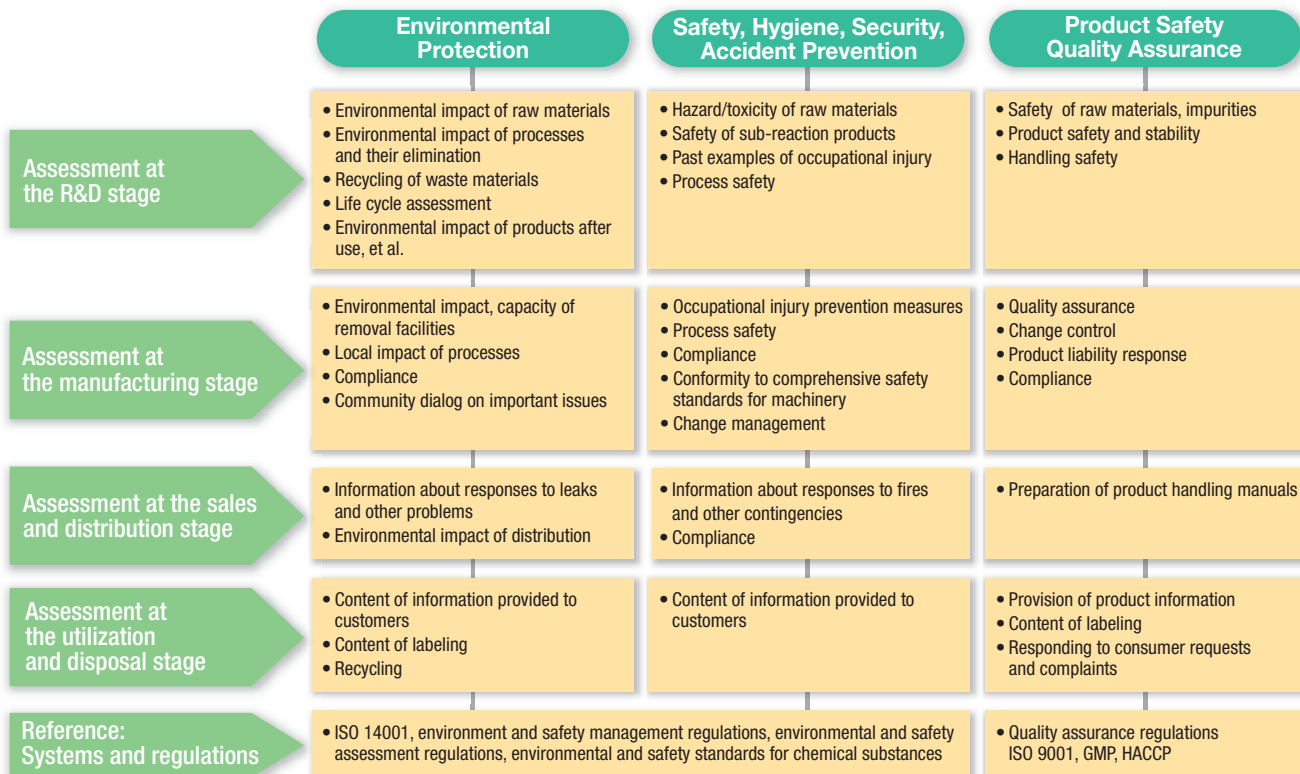 Environmental
Protection
Safety, Hygiene, Security,
Accident Prevention
Product Safety
Quality Assurance
Assessment at
the R&D stage
• Environmental impact of raw materials
• Environmental impact of processes
and their elimination
• Recycling of waste materials
• Life cycle assessment
• Environmental impact of products after
use, et al.
• Hazard/toxicity of raw materials
• Safety of sub-reaction products
• Past examples of occupational injury
• Process safety
• Safety of raw materials, impurities
• Product safety and stability
• Handling safety
Assessment at
the manufacturing stage
• Environmental impact, capacity of
removal facilities
• Local impact of processes
• Compliance
• Community dialog on important issues
• Occupational injury prevention measures
• Process safety
• Compliance
• Conformity to comprehensive safety
standards for machinery
• Change management
• Quality assurance
• Change control
• Product liability response
• Compliance
Assessment at the sales
and distribution stage
• Information about responses to leaks
and other problems
• Environmental impact of distribution
• Information about responses to fires
and other contingencies
• Compliance
• Preparation of product handling manuals
Assessment at
the utilization
and disposal stage
• Content of information provided to
customers
• Content of labeling
• Recycling
• Content of information provided to
customers
• Provision of product information
• Content of labeling
• Responding to consumer requests
and complaints
Reference:
Systems and regulations
• ISO 14001, environment and safety management regulations, environmental and safety
assessment regulations, environmental and safety standards for chemical substances
• Quality assurance regulations
ISO 9001, GMP, HACCP